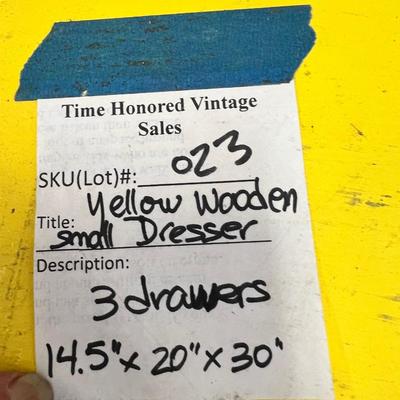 Time Honored Vintage
Sales
SKU(Lot)#: 023
Title: Yellow Wooden
Small Dresser
Description:
3 drawers
14.5" x 20" x 30"